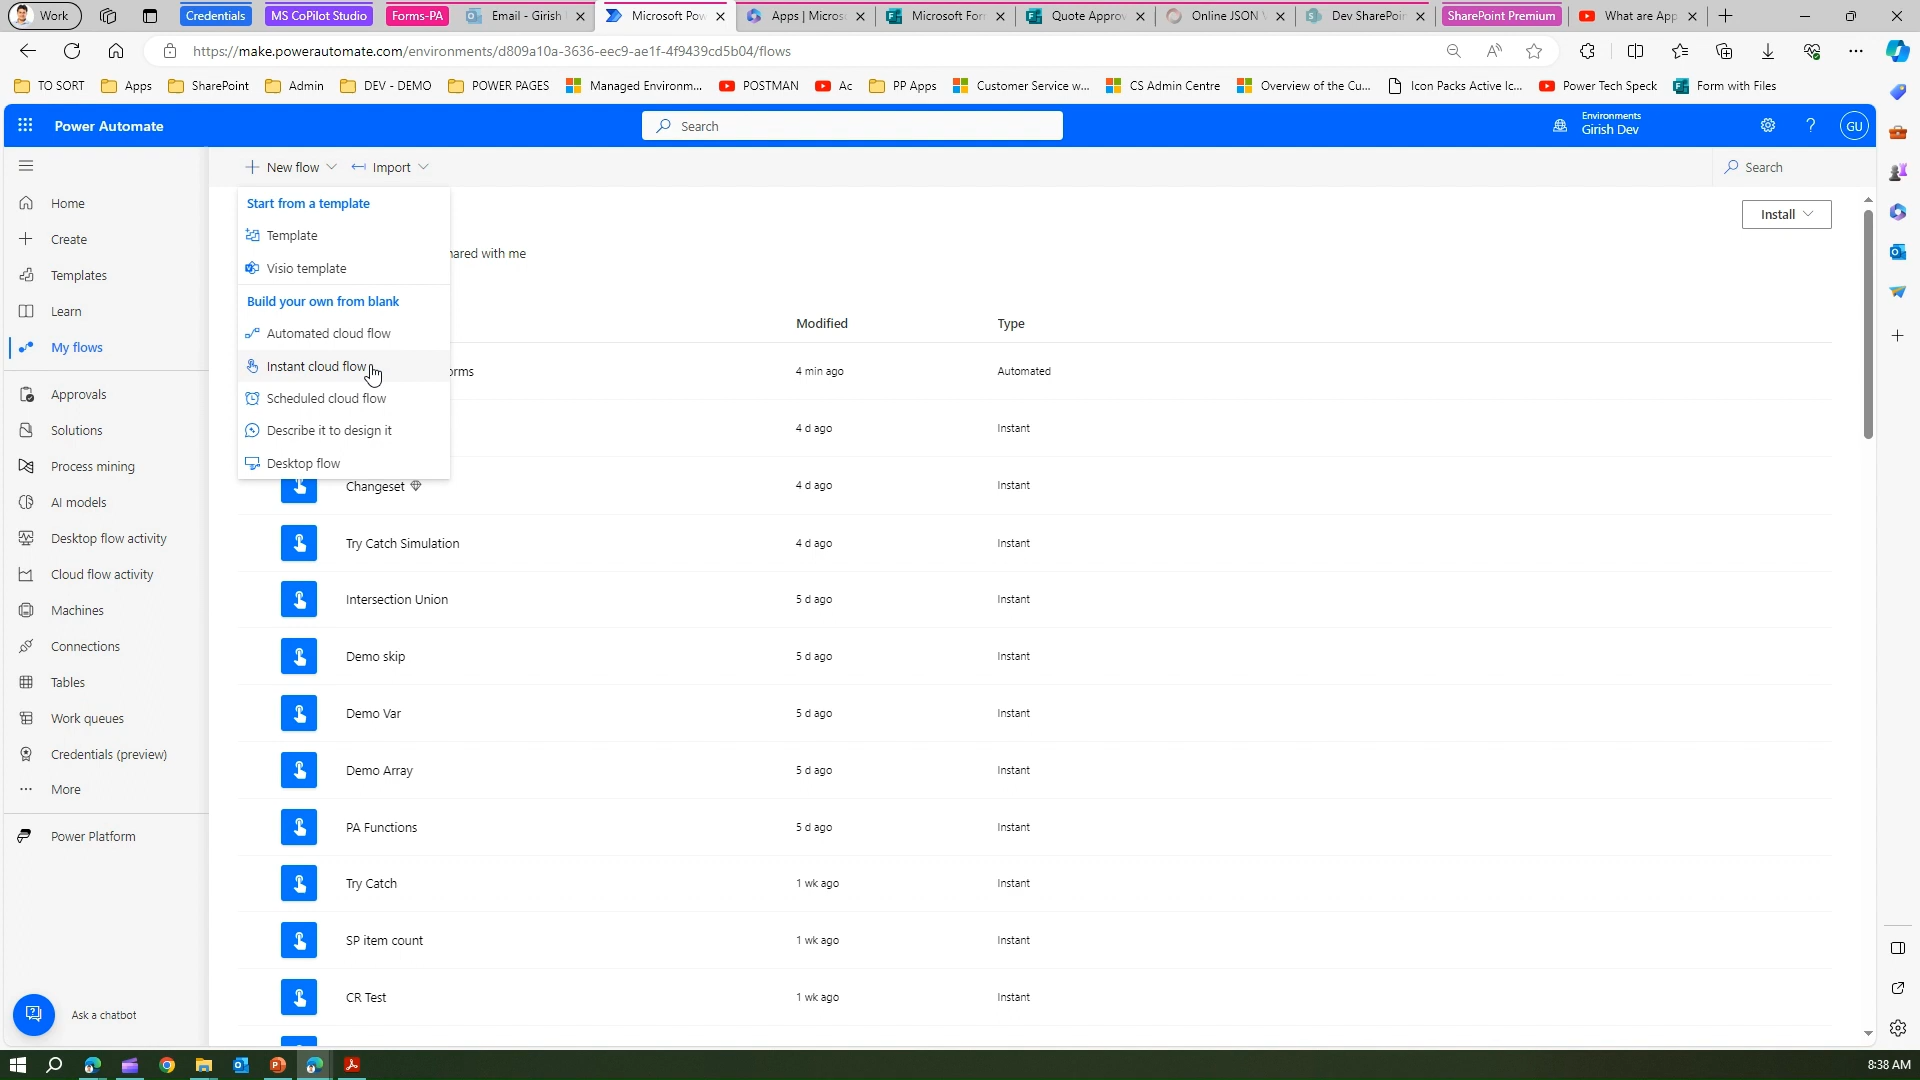 Work
Credentials
MS CoPilot Studio
Forms-PA
Email - Girish
Microsoft Pow
Apps | Micros
Microsoft For
Quote Approv
Online JSON V
Dev SharePoin
SharePoint Premium
What are App
https://make.powerautomate.com/environments/d809a10a-3636-eec9-ae1f-4f9439cd5b04/flows
TO SORT
Apps
SharePoint
Admin
DEV - DEMO
POWER PAGES
Managed Environm...
POSTMAN
Ac
PP Apps
Customer Service w...
CS Admin Centre
Overview of the Cu...
Icon Packs Active Ic...
Power Tech Speck
Form with Files
Power Automate
Search
Environments
Girish Dev
?
GU
New flow
Import
Search
Home
Create
Templates
Learn
My flows
Approvals
Solutions
Process mining
AI models
Desktop flow activity
Cloud flow activity
Machines
Connections
Tables
Work queues
Credentials (preview)
More
Power Platform
Ask a chatbot
Start from a template
Template
Visio template
Build your own from blank
Automated cloud flow
Instant cloud flow
Scheduled cloud flow
Describe it to design it
Desktop flow
Install
hared with me
Modified Type
orms 4 min ago Automated
4 d ago Instant
Changeset 4 d ago Instant
Try Catch Simulation 4 d ago Instant
Intersection Union 5 d ago Instant
Demo skip 5 d ago Instant
Demo Var 5 d ago Instant
Demo Array 5 d ago Instant
PA Functions 5 d ago Instant
Try Catch 1 wk ago Instant
SP item count 1 wk ago Instant
CR Test 1 wk ago Instant
8:38 AM